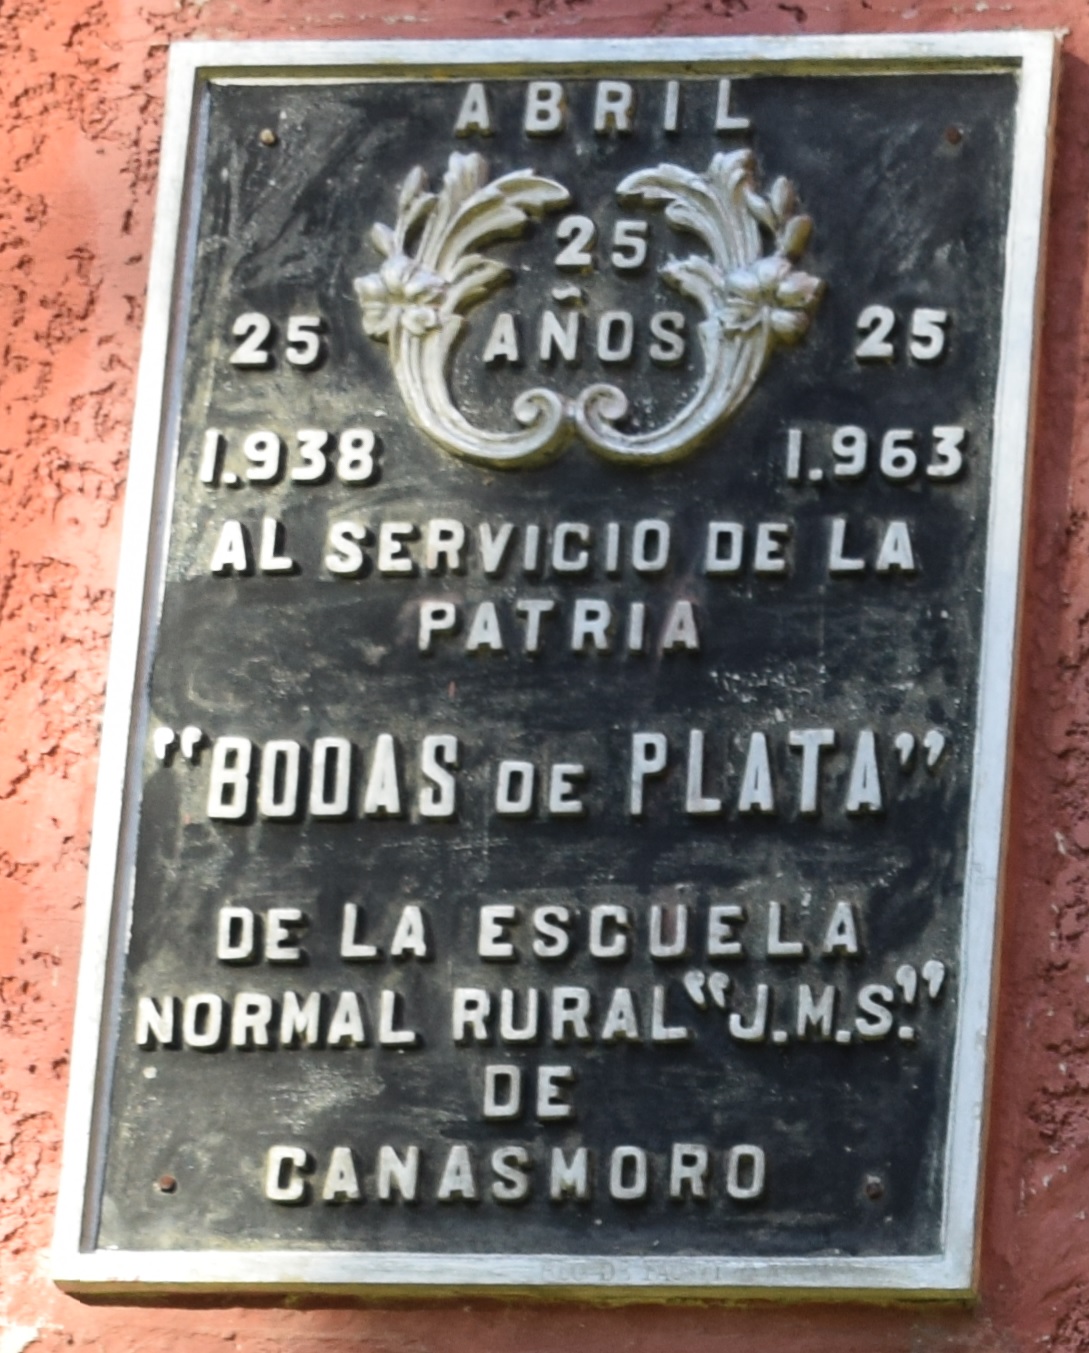 ABRIL
25
AÑOS
25 25
1.938 1.963
AL SERVICIO DE LA
PATRIA
"BODAS DE PLATA"
DE LA ESCUELA
NORMAL RURAL "J.M.S."
DE
CANASMORO